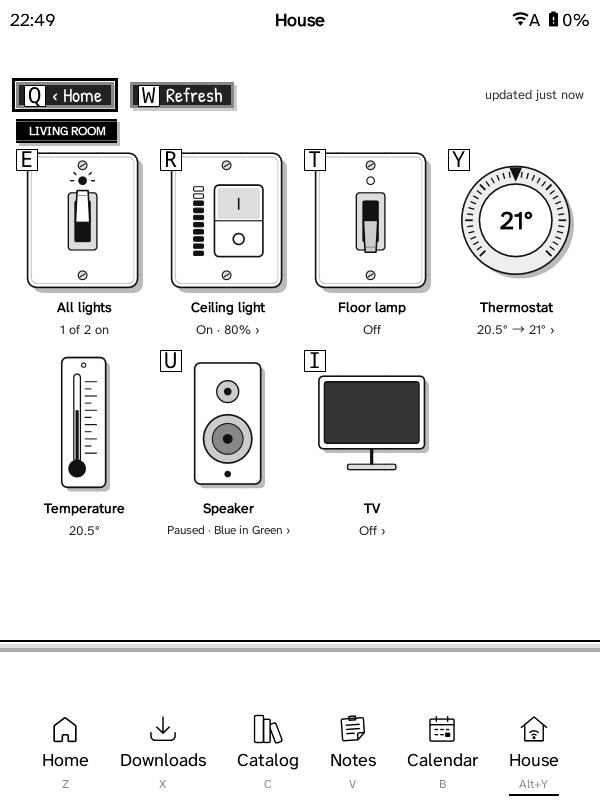 22:49 House A 0%
Q ‹ Home W Refresh updated just now
LIVING ROOM
E R T Y
21°
All lights Ceiling light Floor lamp Thermostat
1 of 2 on On · 80% › Off 20.5° → 21° ›
U I
Temperature Speaker TV
20.5° Paused · Blue in Green › Off ›
Home Downloads Catalog Notes Calendar House
Z X C V B Alt+Y